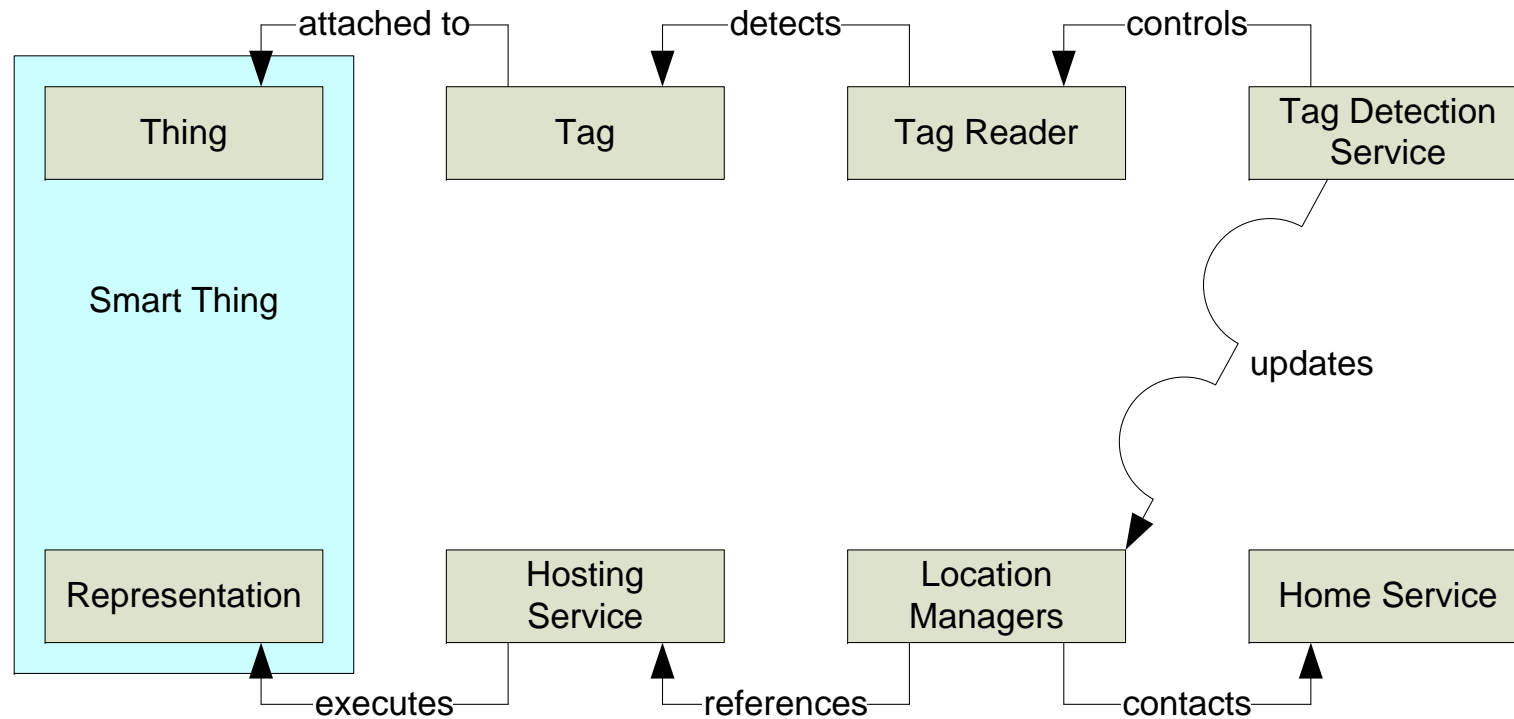 attached to
detects
controls
Thing
Tag
Tag Reader
Tag Detection
Service
Smart Thing
updates
Representation
Hosting
Service
Location
Managers
Home Service
executes
references
contacts